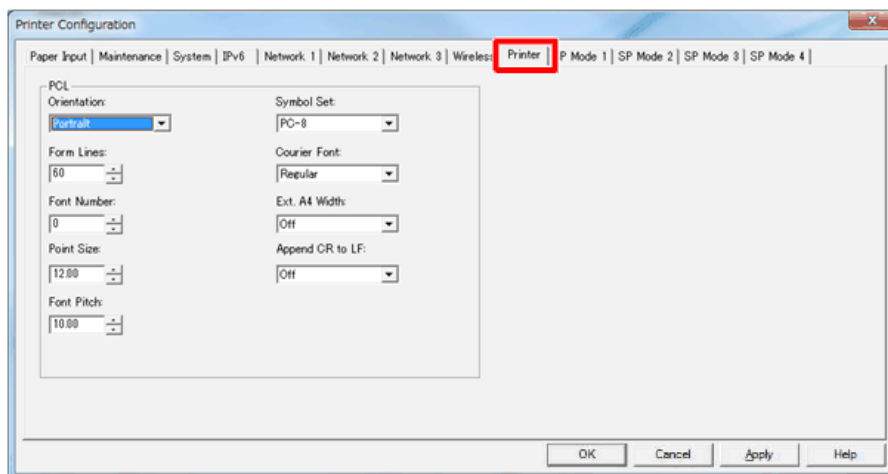 Printer Configuration
Paper Input Maintenance System IPv6 Network 1 Network 2 Network 3 Wireless Printer P Mode 1 SP Mode 2 SP Mode 3 SP Mode 4
PCL
Orientation: Symbol Set:
Portrait PC-8
Form Lines: Courier Font:
60 Regular
Font Number: Ext. A4 Width:
0 Off
Point Size: Append CR to LF:
12.00 Off
Font Pitch:
10.00
OK Cancel Apply Help